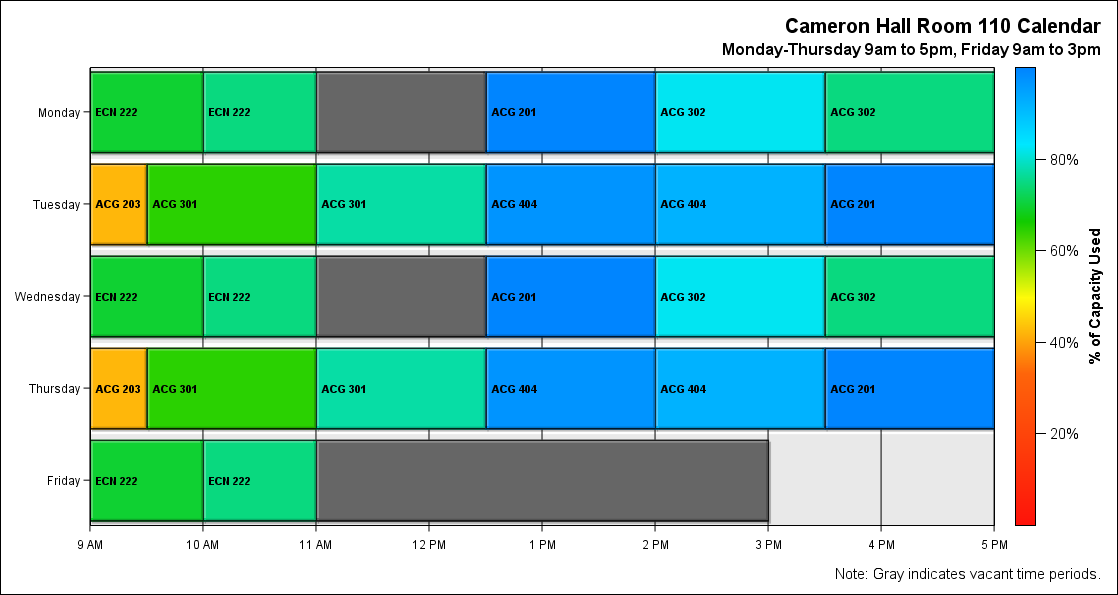 Cameron Hall Room 110 Calendar
Monday-Thursday 9am to 5pm, Friday 9am to 3pm
Monday
ECN 222
ECN 222
ACG 201
ACG 302
ACG 302
Tuesday
ACG 203
ACG 301
ACG 301
ACG 404
ACG 404
ACG 201
Wednesday
ECN 222
ECN 222
ACG 201
ACG 302
ACG 302
Thursday
ACG 203
ACG 301
ACG 301
ACG 404
ACG 404
ACG 201
Friday
ECN 222
ECN 222
9 AM
10 AM
11 AM
12 PM
1 PM
2 PM
3 PM
4 PM
5 PM
80%
60%
40%
20%
% of Capacity Used
Note: Gray indicates vacant time periods.